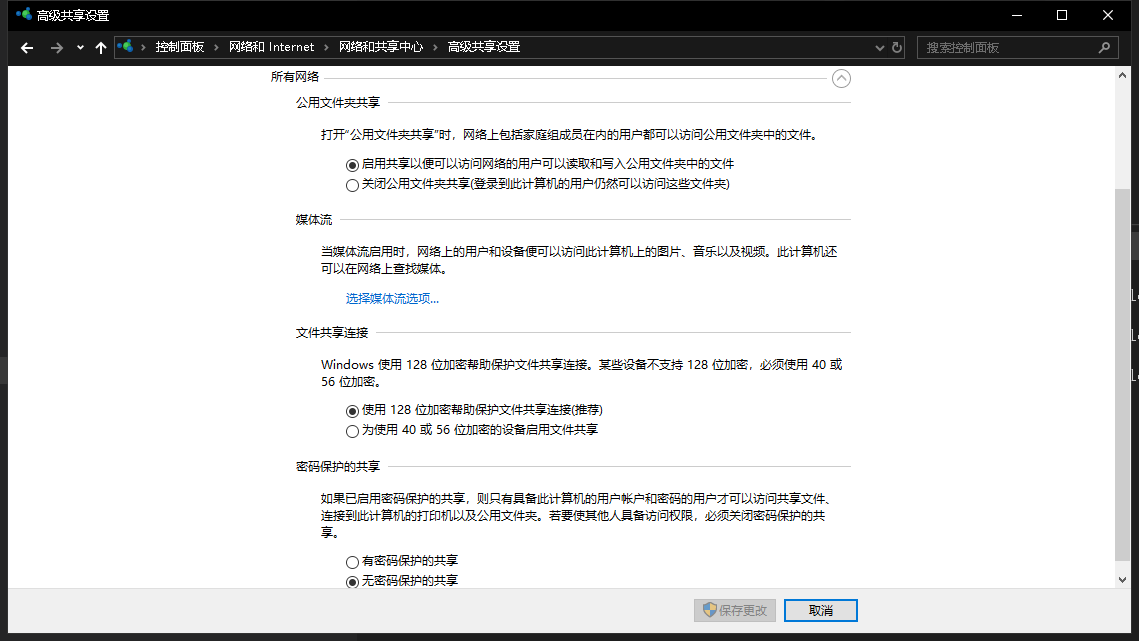 高级共享设置
控制面板 › 网络和 Internet › 网络和共享中心 › 高级共享设置
搜索控制面板
所有网络
公用文件夹共享
打开“公用文件夹共享”时，网络上包括家庭组成员在内的用户都可以访问公用文件夹中的文件。
启用共享以便可以访问网络的用户可以读取和写入公用文件夹中的文件
关闭公用文件夹共享(登录到此计算机的用户仍然可以访问这些文件夹)
媒体流
当媒体流启用时，网络上的用户和设备便可以访问此计算机上的图片、音乐以及视频。此计算机还
可以在网络上查找媒体。
选择媒体流选项...
文件共享连接
Windows 使用 128 位加密帮助保护文件共享连接。某些设备不支持 128 位加密，必须使用 40 或
56 位加密。
使用 128 位加密帮助保护文件共享连接(推荐)
为使用 40 或 56 位加密的设备启用文件共享
密码保护的共享
如果已启用密码保护的共享，则只有具备此计算机的用户帐户和密码的用户才可以访问共享文件、
连接到此计算机的打印机以及公用文件夹。若要使其他人具备访问权限，必须关闭密码保护的共
享。
有密码保护的共享
无密码保护的共享
保存更改
取消